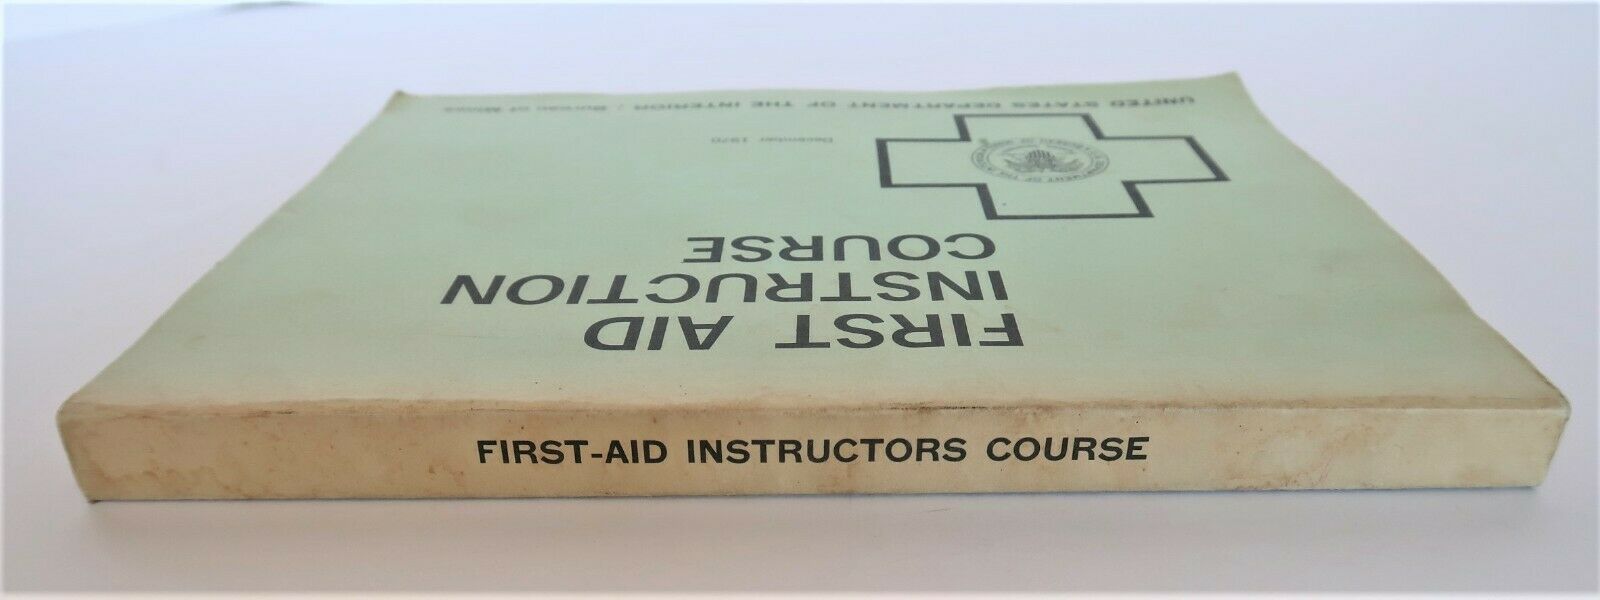 FIRST AID
INSTRUCTION
COURSE
December 1970
UNITED STATES DEPARTMENT OF THE INTERIOR / Bureau of Mines
FIRST-AID INSTRUCTORS COURSE